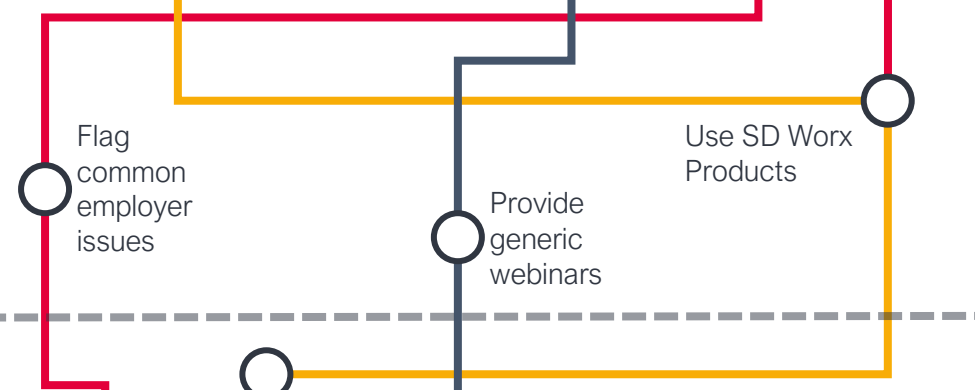 Flag
common
employer
issues
Use SD Worx
Products
Provide
generic
webinars